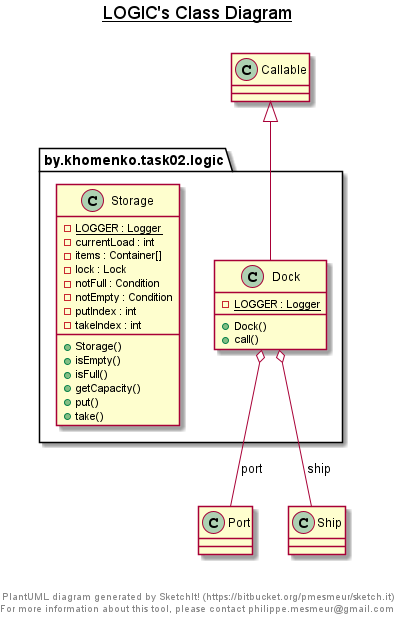 LOGIC's Class Diagram
C Callable
by.khomenko.task02.logic
C Storage
LOGGER : Logger
currentLoad : int
items : Container[]
lock : Lock
notFull : Condition
notEmpty : Condition
putIndex : int
takeIndex : int
Storage()
isEmpty()
isFull()
getCapacity()
put()
take()
C Dock
LOGGER : Logger
Dock()
call()
port
ship
C Port
C Ship
PlantUML diagram generated by SketchIt! (https://bitbucket.org/pmesmeur/sketch.it)
For more information about this tool, please contact philippe.mesmeur@gmail.com